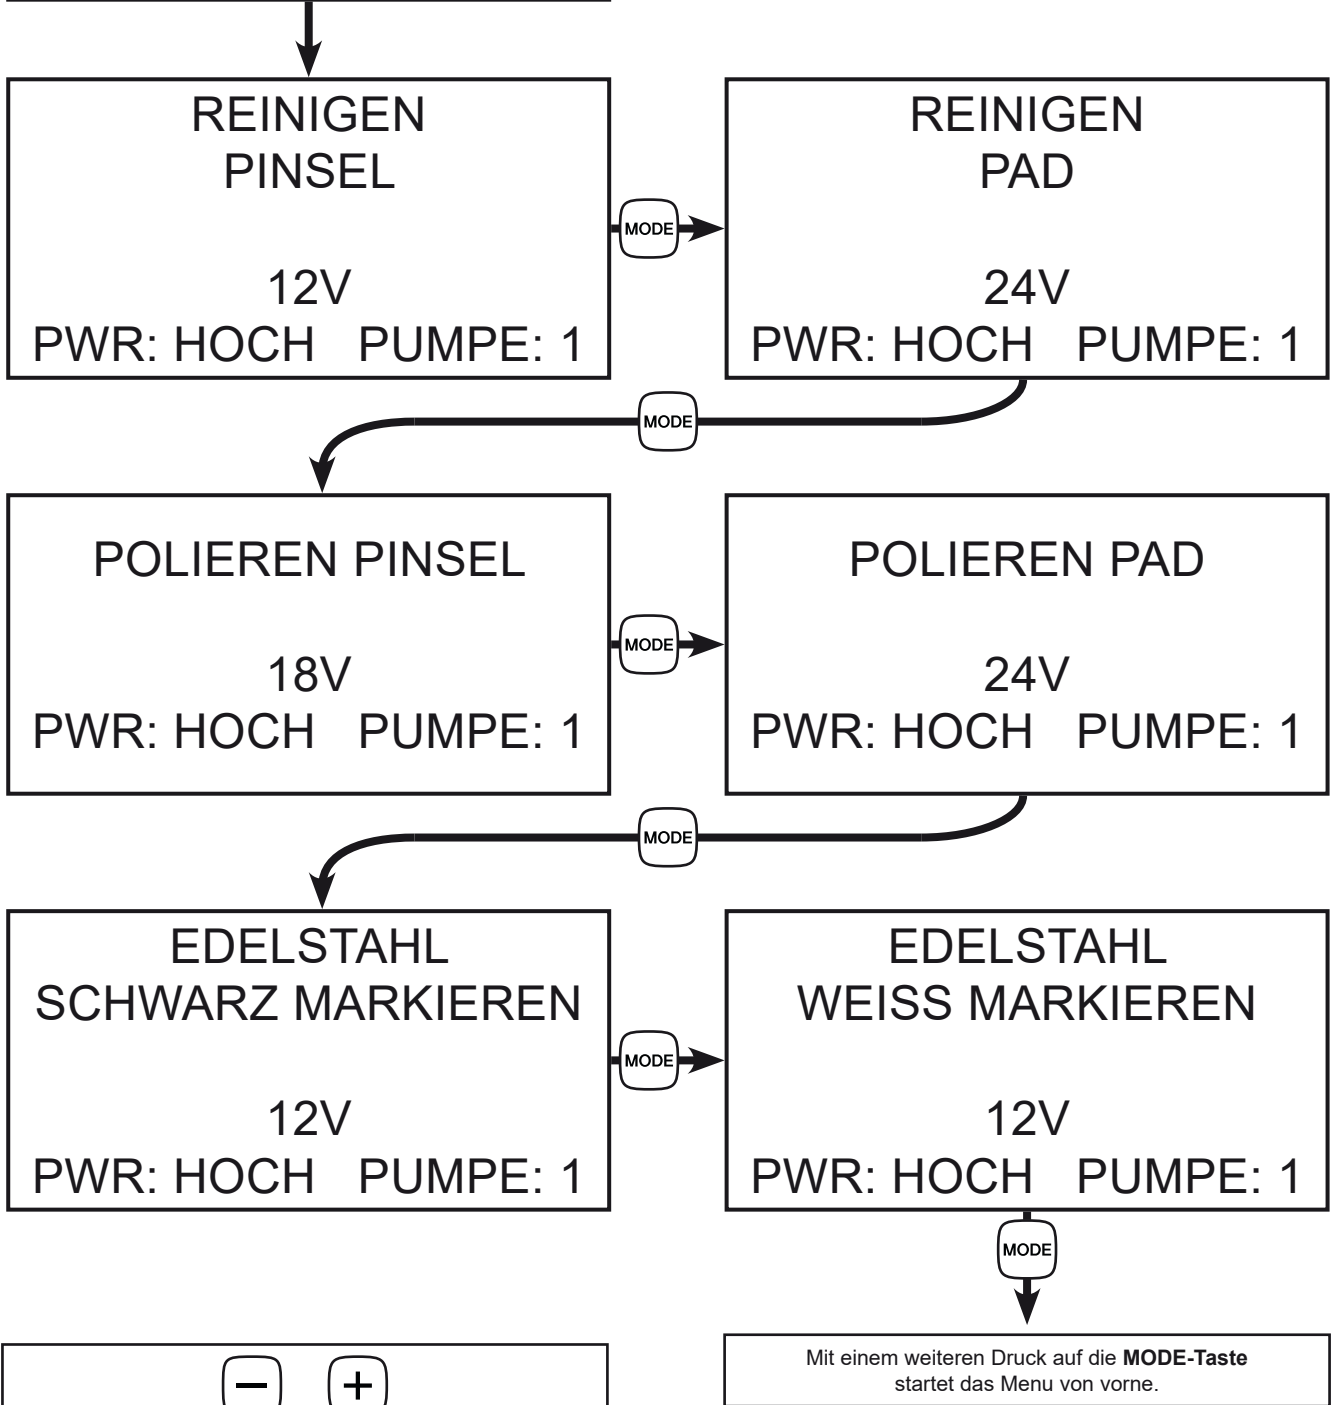 REINIGEN
PINSEL
12V
PWR: HOCH PUMPE: 1
MODE
REINIGEN
PAD
24V
PWR: HOCH PUMPE: 1
MODE
POLIEREN PINSEL
18V
PWR: HOCH PUMPE: 1
MODE
POLIEREN PAD
24V
PWR: HOCH PUMPE: 1
MODE
EDELSTAHL
SCHWARZ MARKIEREN
12V
PWR: HOCH PUMPE: 1
MODE
EDELSTAHL
WEISS MARKIEREN
12V
PWR: HOCH PUMPE: 1
MODE
− +
Mit einem weiteren Druck auf die MODE-Taste
startet das Menu von vorne.